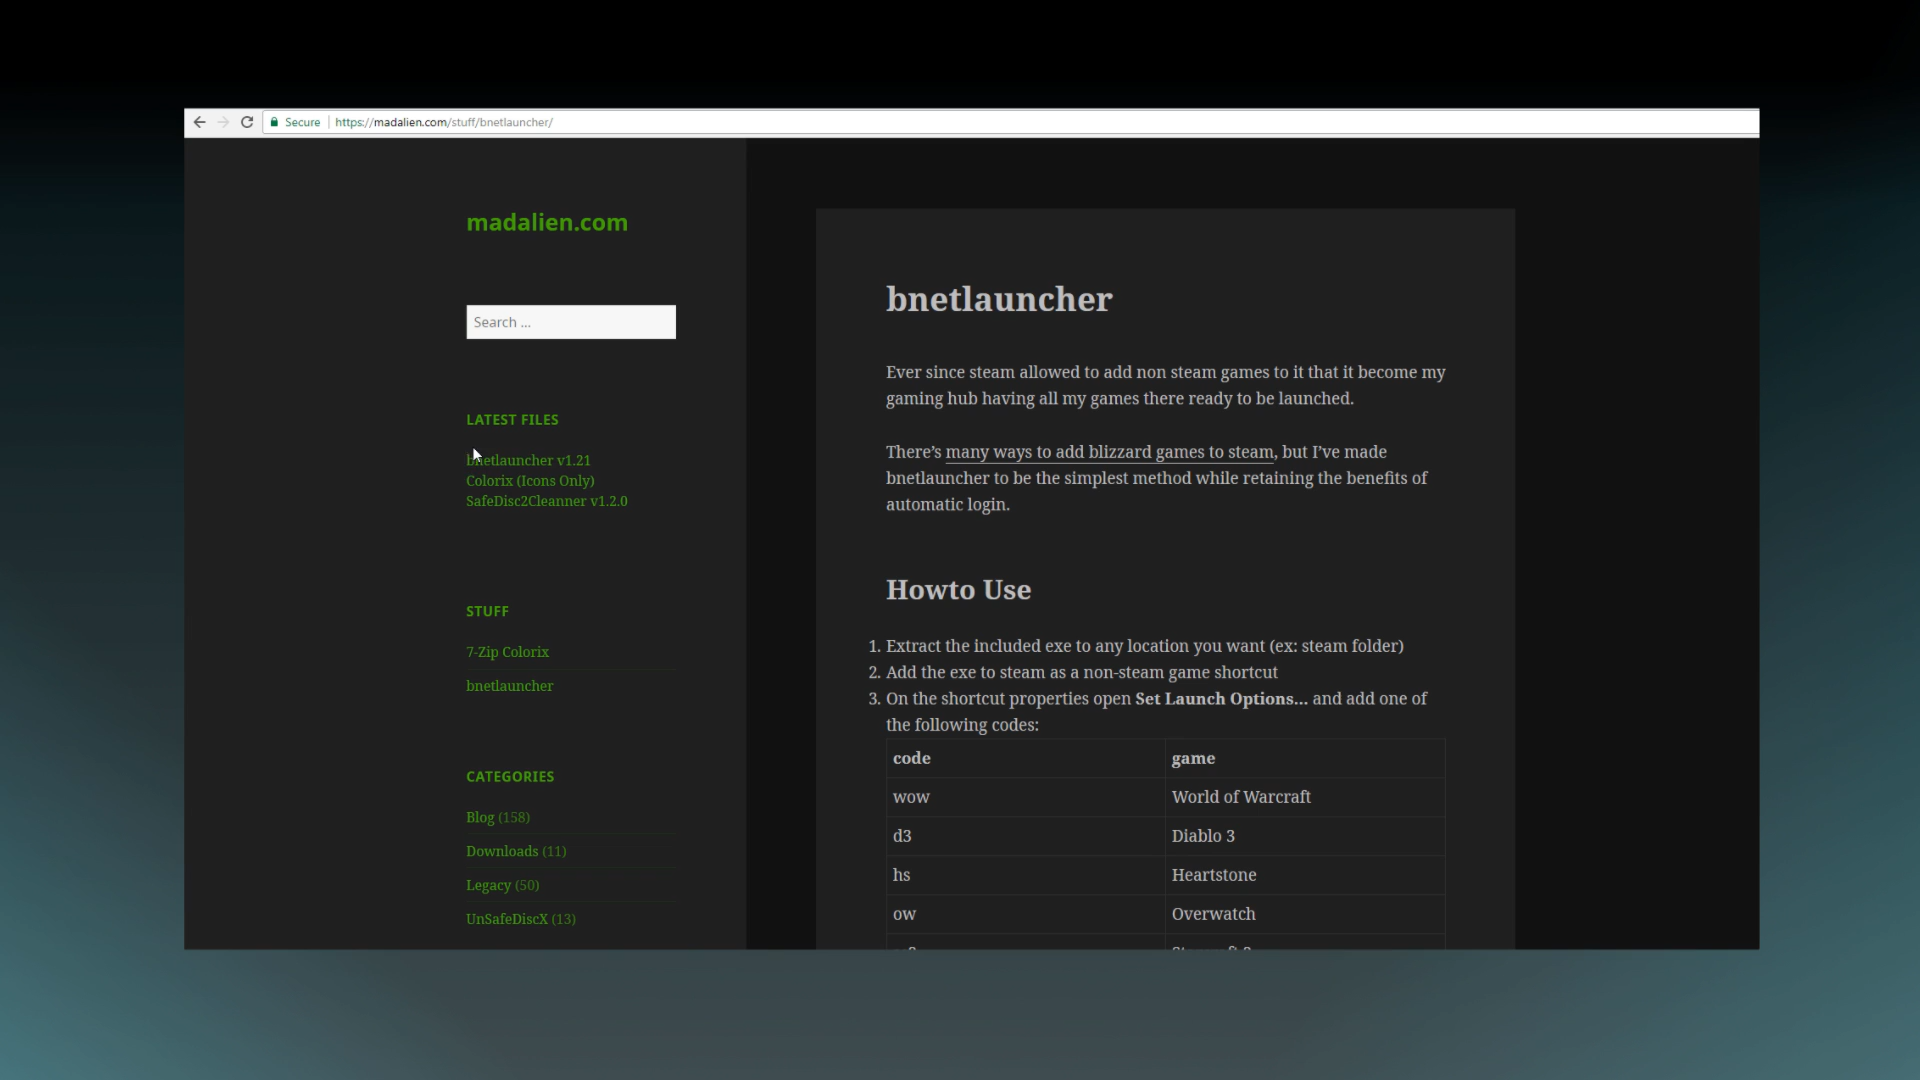 Secure | https://madalien.com/stuff/bnetlauncher/
madalien.com
Search ...
LATEST FILES
bnetlauncher v1.21
Colorix (Icons Only)
SafeDisc2Cleanner v1.2.0
STUFF
7-Zip Colorix
bnetlauncher
CATEGORIES
Blog (158)
Downloads (11)
Legacy (50)
UnSafeDiscX (13)
bnetlauncher
Ever since steam allowed to add non steam games to it that it become my
gaming hub having all my games there ready to be launched.
There’s many ways to add blizzard games to steam, but I’ve made
bnetlauncher to be the simplest method while retaining the benefits of
automatic login.
Howto Use
1. Extract the included exe to any location you want (ex: steam folder)
2. Add the exe to steam as a non-steam game shortcut
3. On the shortcut properties open Set Launch Options... and add one of
the following codes:
code game
wow World of Warcraft
d3 Diablo 3
hs Heartstone
ow Overwatch